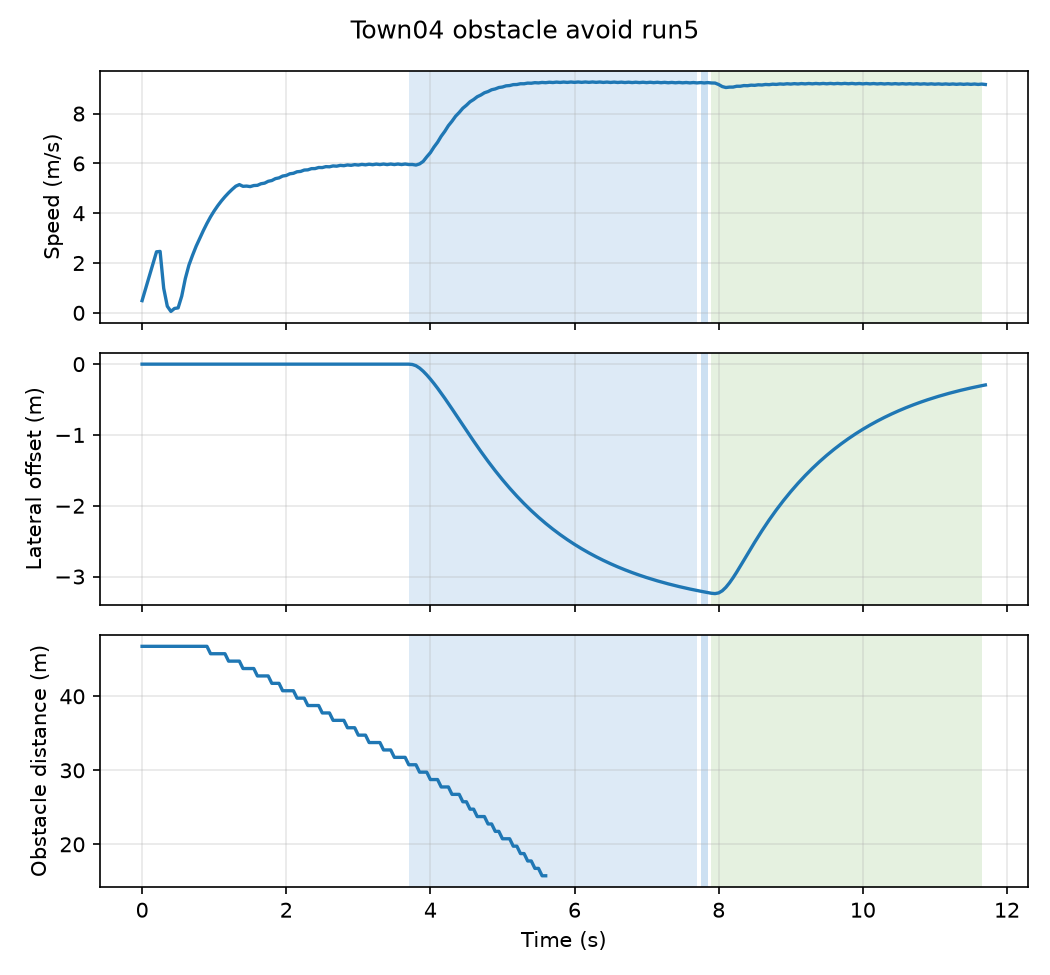 Town04 obstacle avoid run5
Speed (m/s)
8
6
4
2
0
Lateral offset (m)
0
−1
−2
−3
Obstacle distance (m)
40
30
20
0 2 4 6 8 10 12
Time (s)